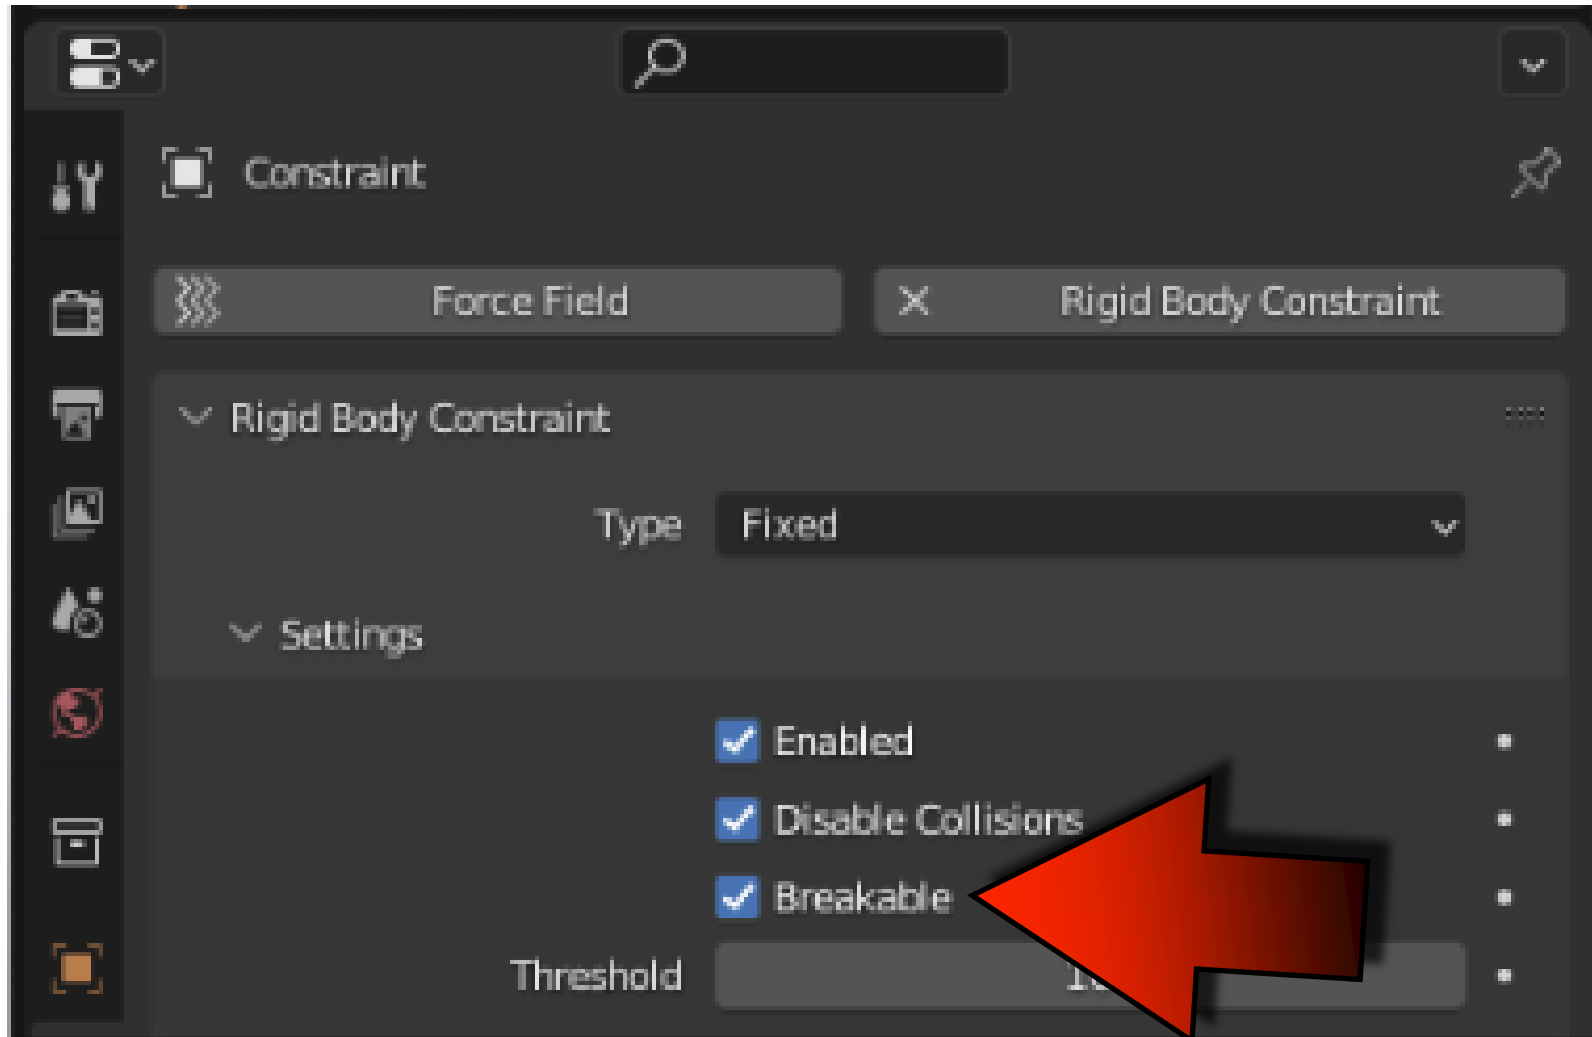 Constraint
Force Field
Rigid Body Constraint
Rigid Body Constraint
Type Fixed
Settings
Enabled
Disable Collisions
Breakable
Threshold